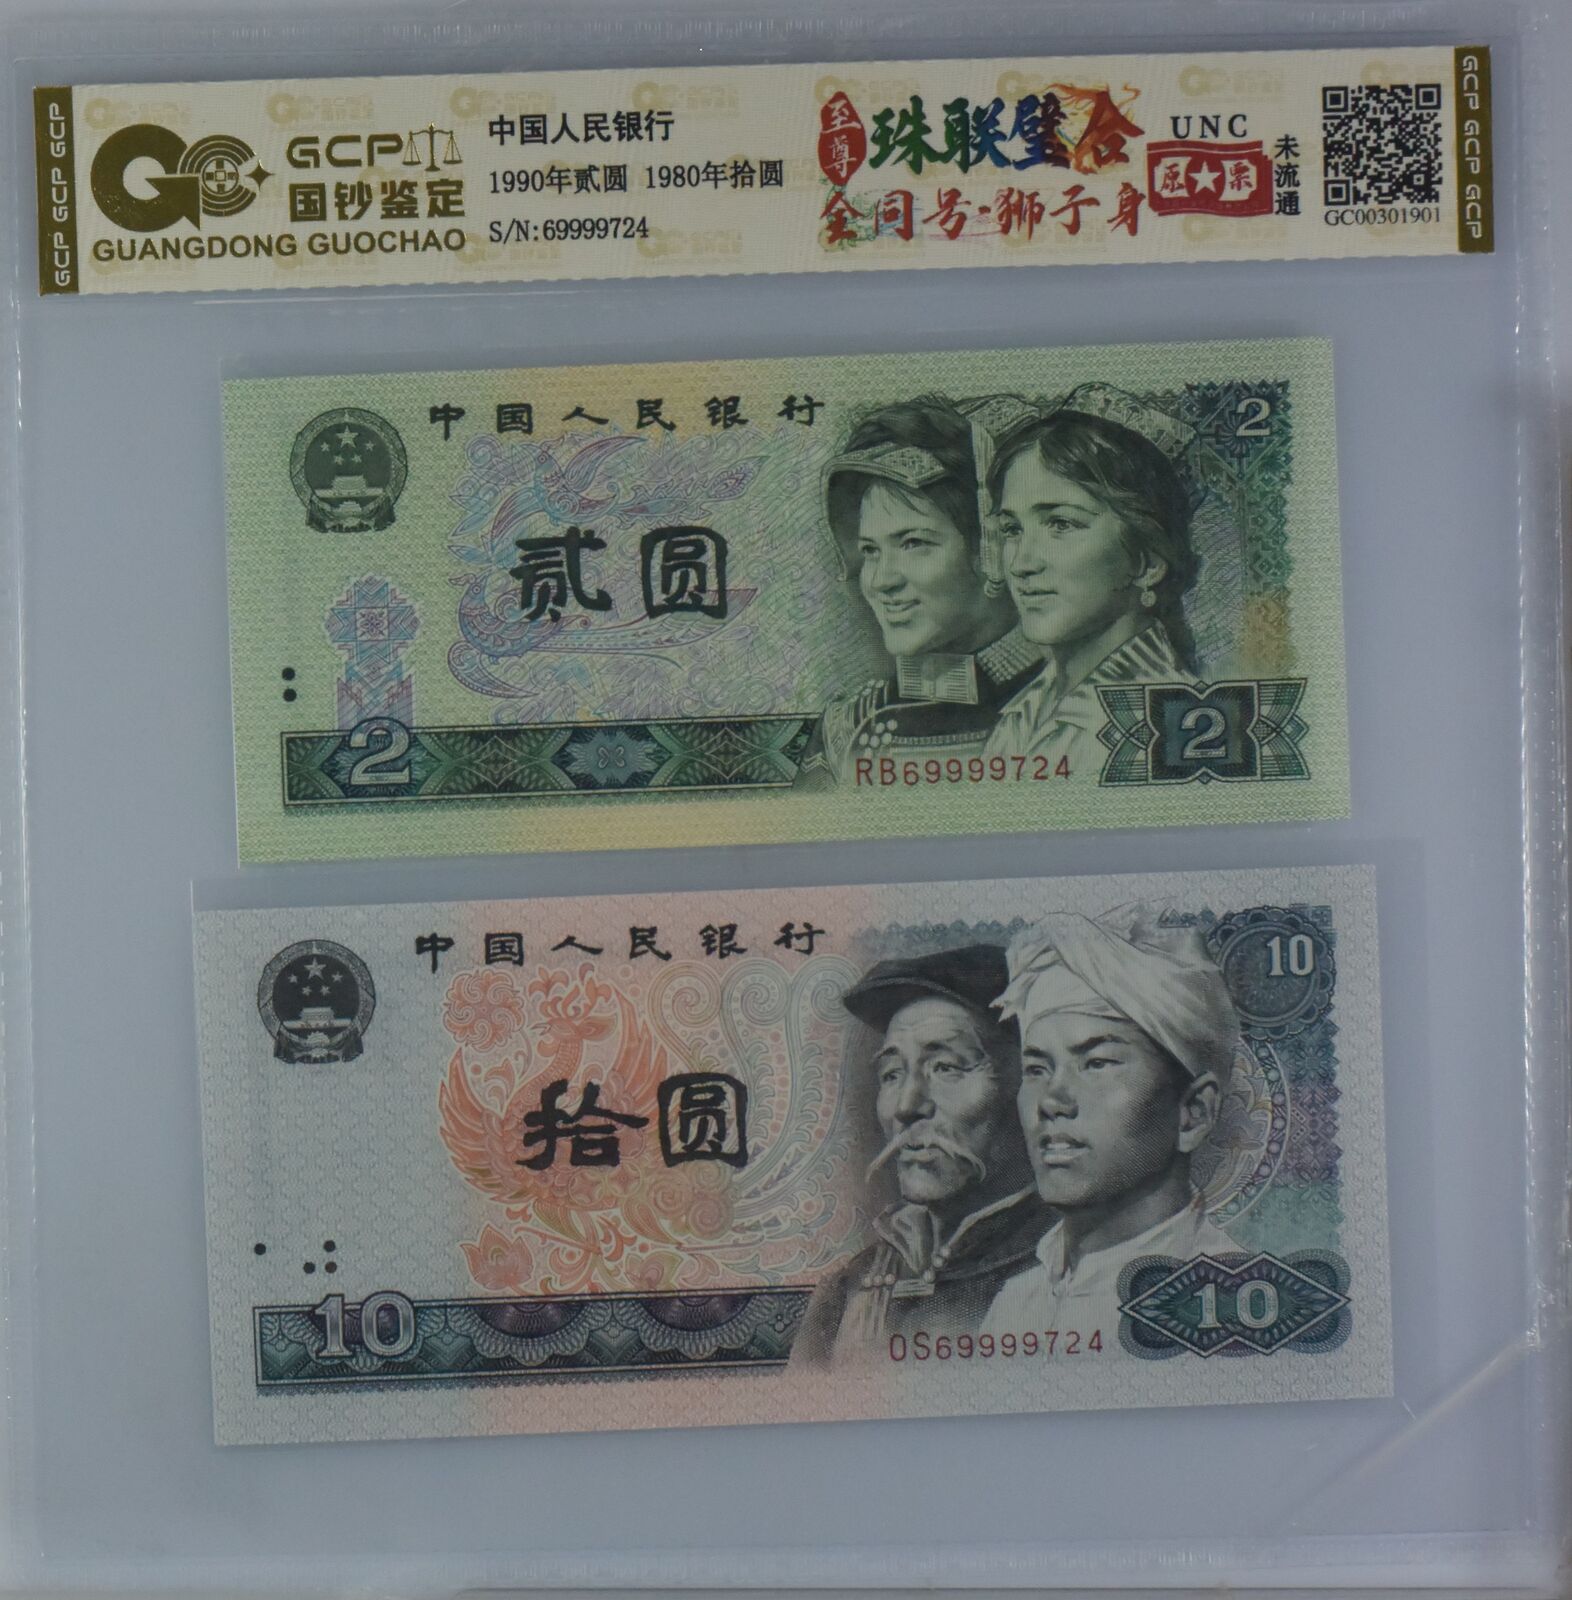 GCP GCP GCP
GCP
国钞鉴定
GUANGDONG GUOCHAO
中国人民银行
1990年贰圆 1980年拾圆
S/N:69999724
至尊
珠联璧合
全同号·狮子身
UNC
原★票
未流通
GC00301901
GCP GCP GCP
中国人民银行
2
贰圆
2
RB69999724
2
中国人民银行
10
拾圆
10
OS69999724
10